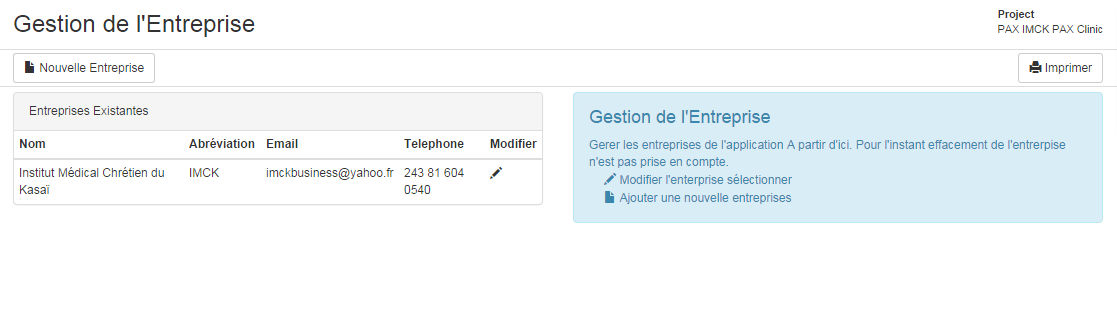 Gestion de l'Entreprise
Project
PAX IMCK PAX Clinic
Nouvelle Entreprise
Imprimer
Entreprises Existantes
Nom Abréviation Email Telephone Modifier
Institut Médical Chrétien du IMCK imckbusiness@yahoo.fr 243 81 604
Kasaï 0540
Gestion de l'Entreprise
Gerer les entreprises de l'application A partir d'ici. Pour l'instant effacement de l'entrerpise
n'est pas prise en compte.
Modifier l'enterprise sélectionner
Ajouter une nouvelle entreprises